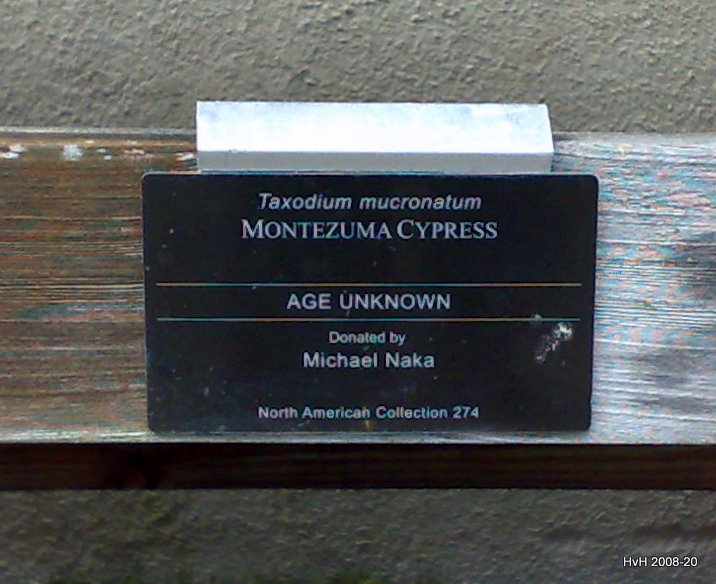 Taxodium mucronatum
MONTEZUMA CYPRESS
AGE UNKNOWN
Donated by
Michael Naka
North American Collection 274
HvH 2008-20